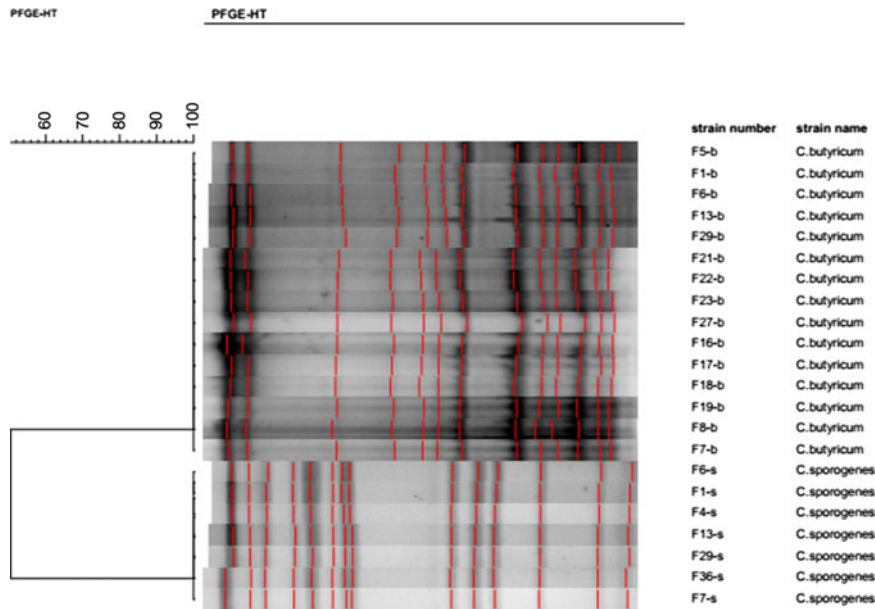 PFGE-HT PFGE-HT
60 70 80 90 100
strain number strain name
F5-b C.butyricum
F1-b C.butyricum
F6-b C.butyricum
F13-b C.butyricum
F29-b C.butyricum
F21-b C.butyricum
F22-b C.butyricum
F23-b C.butyricum
F27-b C.butyricum
F16-b C.butyricum
F17-b C.butyricum
F18-b C.butyricum
F19-b C.butyricum
F8-b C.butyricum
F7-b C.butyricum
F6-s C.sporogenes
F1-s C.sporogenes
F4-s C.sporogenes
F13-s C.sporogenes
F29-s C.sporogenes
F36-s C.sporogenes
F7-s C.sporogenes